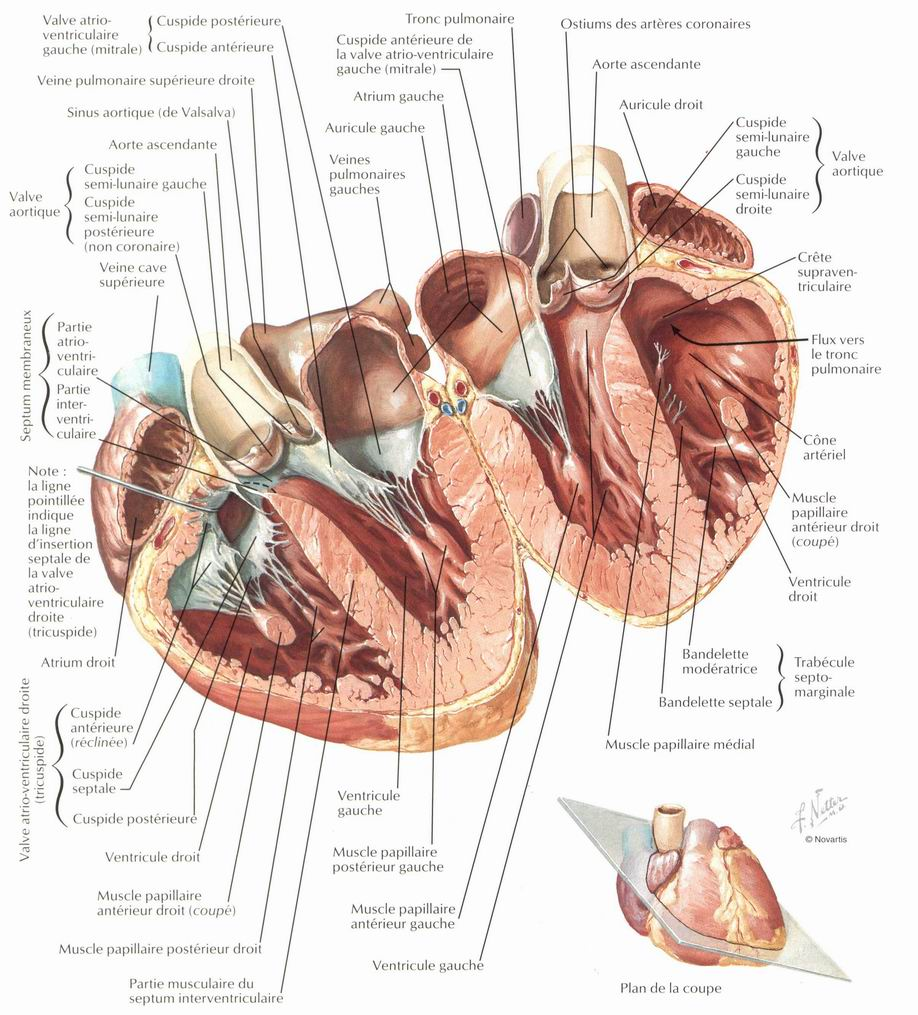 Valve atrio-
ventriculaire
gauche (mitrale)
Cuspide postérieure
Cuspide antérieure
Veine pulmonaire supérieure droite
Sinus aortique (de Valsalva)
Aorte ascendante
Valve
aortique
Cuspide
semi-lunaire gauche
Cuspide
semi-lunaire
postérieure
(non coronaire)
Veine cave
supérieure
Septum membraneux
Partie
atrio-
ventri-
culaire
Partie
inter-
ventri-
culaire
Note :
la ligne
pointillée
indique
la ligne
d'insertion
septale de
la valve
atrio-
ventriculaire
droite
(tricuspide)
Atrium droit
Valve atrio-ventriculaire droite
(tricuspide)
Cuspide
antérieure
(réclinée)
Cuspide
septale
Cuspide postérieure
Ventricule droit
Muscle papillaire
antérieur droit (coupé)
Muscle papillaire postérieur droit
Partie musculaire du
septum interventriculaire
Tronc pulmonaire
Cuspide antérieure de
la valve atrio-ventriculaire
gauche (mitrale)
Atrium gauche
Auricule gauche
Veines
pulmonaires
gauches
Ostiums des artères coronaires
Aorte ascendante
Auricule droit
Cuspide
semi-lunaire
gauche
Cuspide
semi-lunaire
droite
Valve
aortique
Crête
supraven-
triculaire
Flux vers
le tronc
pulmonaire
Cône
artériel
Muscle
papillaire
antérieur droit
(coupé)
Ventricule
droit
Bandelette
modératrice
Bandelette septale
Trabécule
septo-
marginale
Muscle papillaire médial
Ventricule
gauche
Muscle papillaire
postérieur gauche
Muscle papillaire
antérieur gauche
Ventricule gauche
F. Netter
M.D.
© Novartis
Plan de la coupe